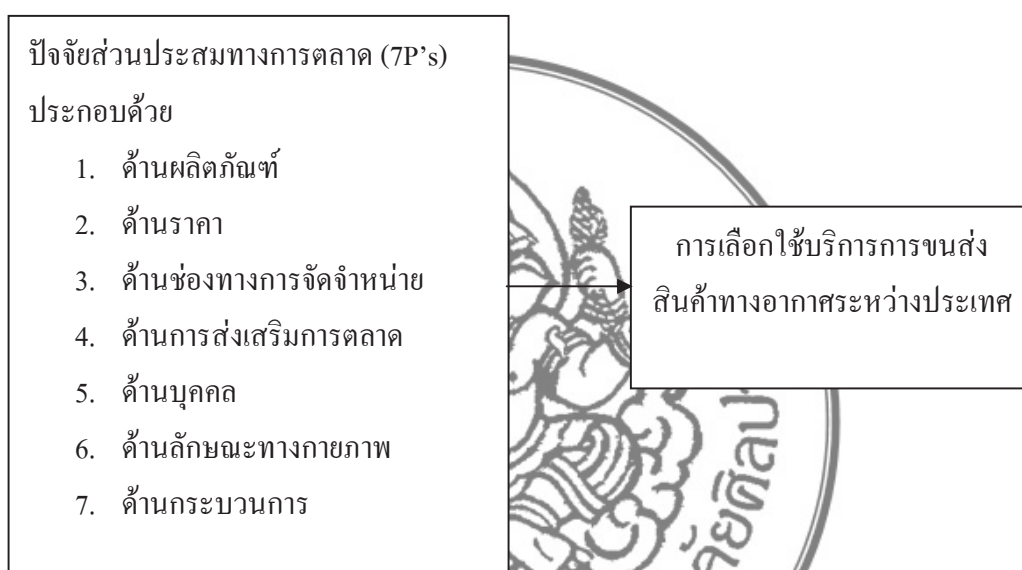 ปัจจัยส่วนประสมทางการตลาด (7P's)
ประกอบด้วย
1. ด้านผลิตภัณฑ์
2. ด้านราคา
3. ด้านช่องทางการจัดจำหน่าย
4. ด้านการส่งเสริมการตลาด
5. ด้านบุคคล
6. ด้านลักษณะทางกายภาพ
7. ด้านกระบวนการ
การเลือกใช้บริการการขนส่ง
สินค้าทางอากาศระหว่างประเทศ